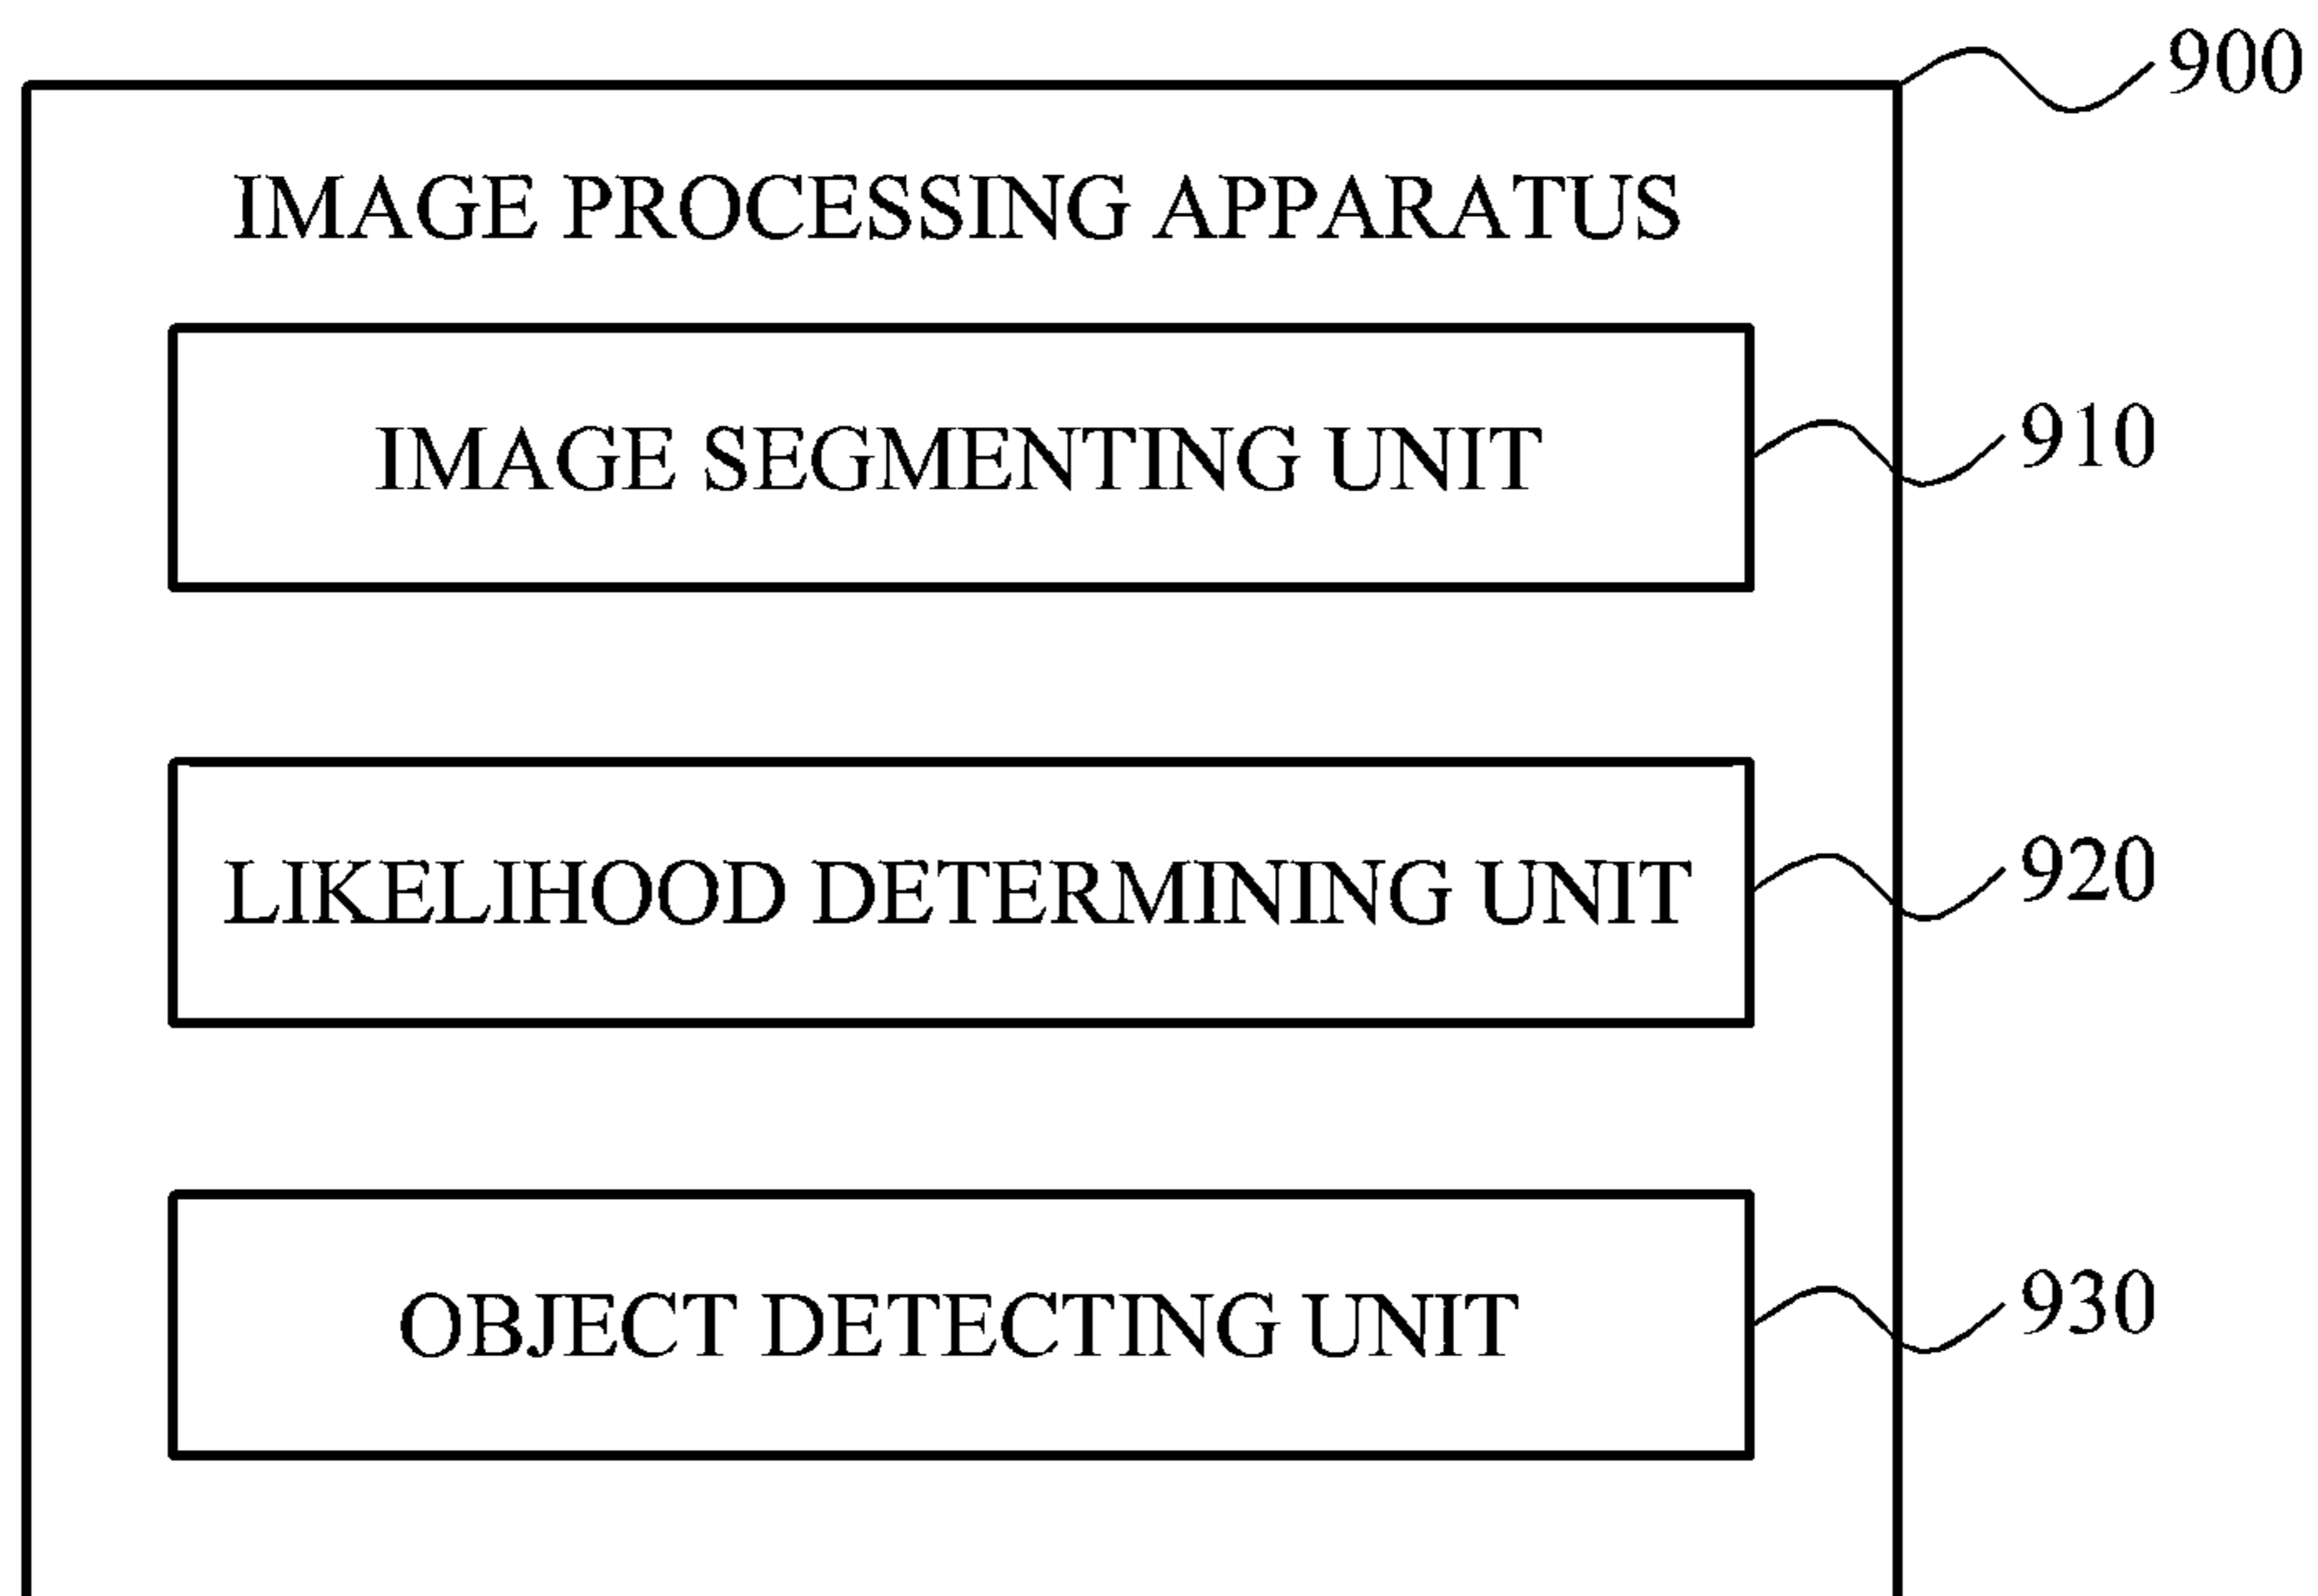 900
IMAGE PROCESSING APPARATUS
IMAGE SEGMENTING UNIT
910
LIKELIHOOD DETERMINING UNIT
920
OBJECT DETECTING UNIT
930